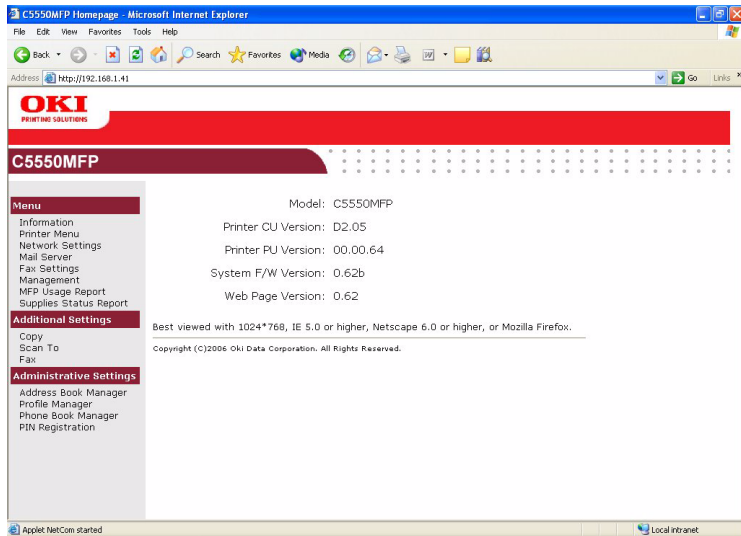 C5550MFP Homepage - Microsoft Internet Explorer
File Edit View Favorites Tools Help
Back Search Favorites Media
Address http://192.168.1.41 Go Links »
OKI
PRINTING SOLUTIONS
C5550MFP
Menu
Information
Printer Menu
Network Settings
Mail Server
Fax Settings
Management
MFP Usage Report
Supplies Status Report
Additional Settings
Copy
Scan To
Fax
Administrative Settings
Address Book Manager
Profile Manager
Phone Book Manager
PIN Registration
Model: C5550MFP
Printer CU Version: D2.05
Printer PU Version: 00.00.64
System F/W Version: 0.62b
Web Page Version: 0.62
Best viewed with 1024*768, IE 5.0 or higher, Netscape 6.0 or higher, or Mozilla Firefox.
Copyright (C)2006 Oki Data Corporation. All Rights Reserved.
Applet NetCom started
Local intranet